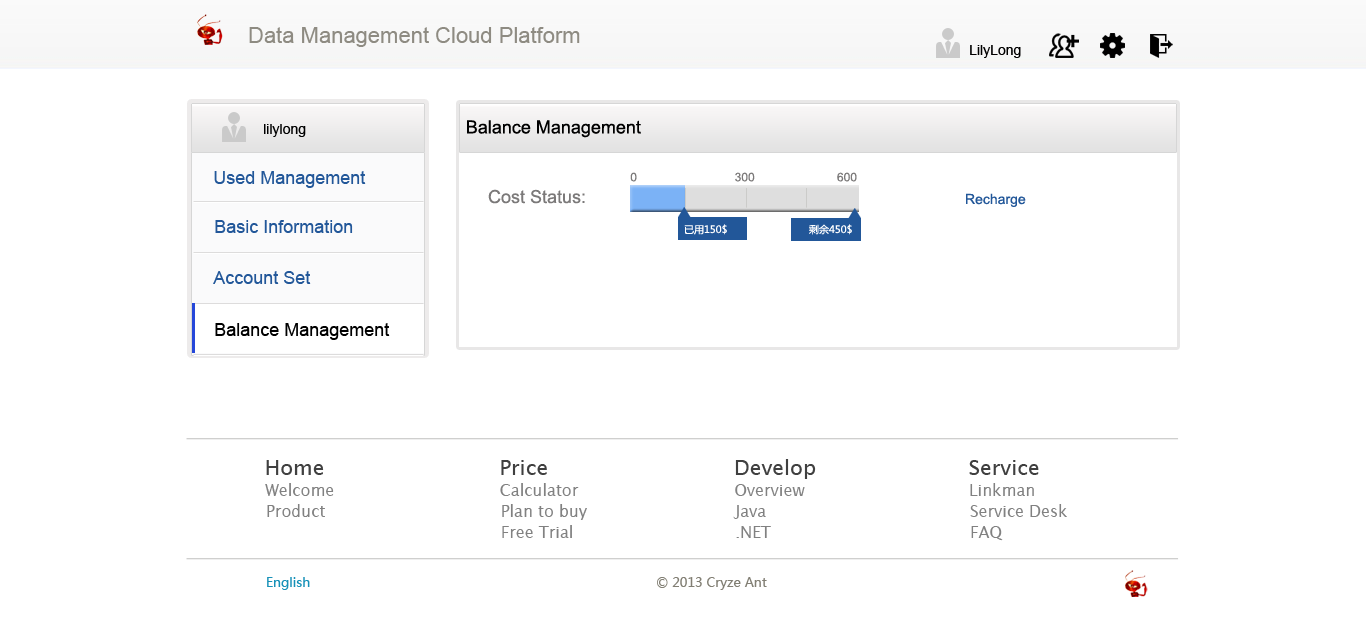 Data Management Cloud Platform
LilyLong
lilylong
Used Management
Basic Information
Account Set
Balance Management
Balance Management
Cost Status:
0 300 600
已用150$ 剩余450$
Recharge
Home
Welcome
Product
Price
Calculator
Plan to buy
Free Trial
Develop
Overview
Java
.NET
Service
Linkman
Service Desk
FAQ
English
© 2013 Cryze Ant